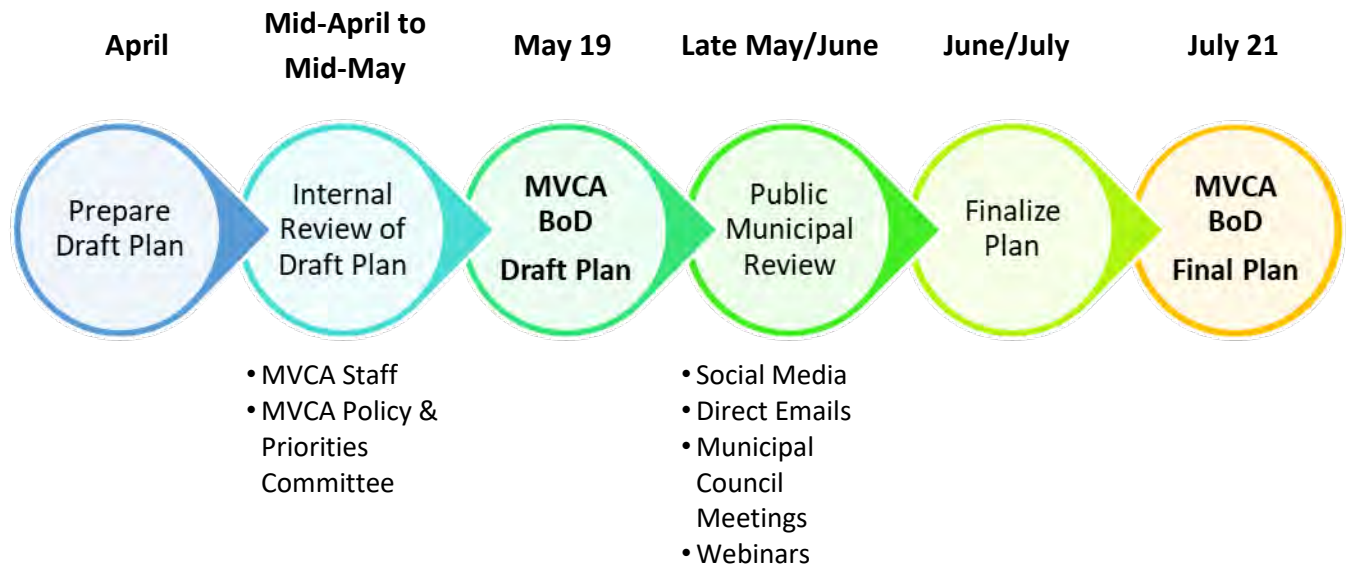 April
Mid-April to
Mid-May
May 19
Late May/June
June/July
July 21
Prepare
Draft Plan
Internal
Review of
Draft Plan
MVCA
BoD
Draft Plan
Public
Municipal
Review
Finalize
Plan
MVCA
BoD
Final Plan
• MVCA Staff
• MVCA Policy &
Priorities
Committee
• Social Media
• Direct Emails
• Municipal
Council
Meetings
• Webinars